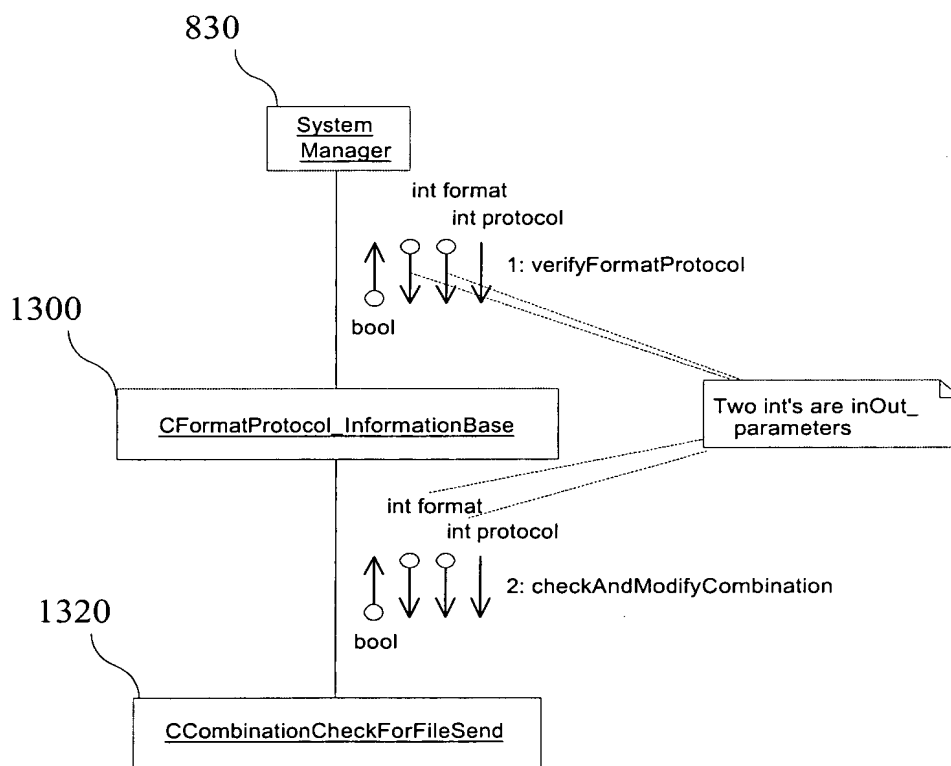 830
System
Manager
int format
int protocol
1: verifyFormatProtocol
bool
1300
CFormatProtocol_InformationBase
Two int's are inOut_
parameters
int format
int protocol
2: checkAndModifyCombination
bool
1320
CCombinationCheckForFileSend